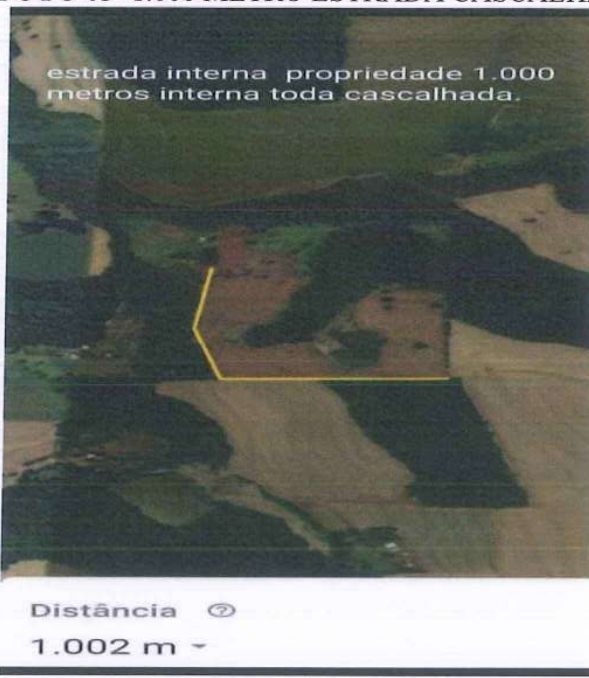 estrada interna propriedade 1.000
metros interna toda cascalhada.
Distância
1.002 m